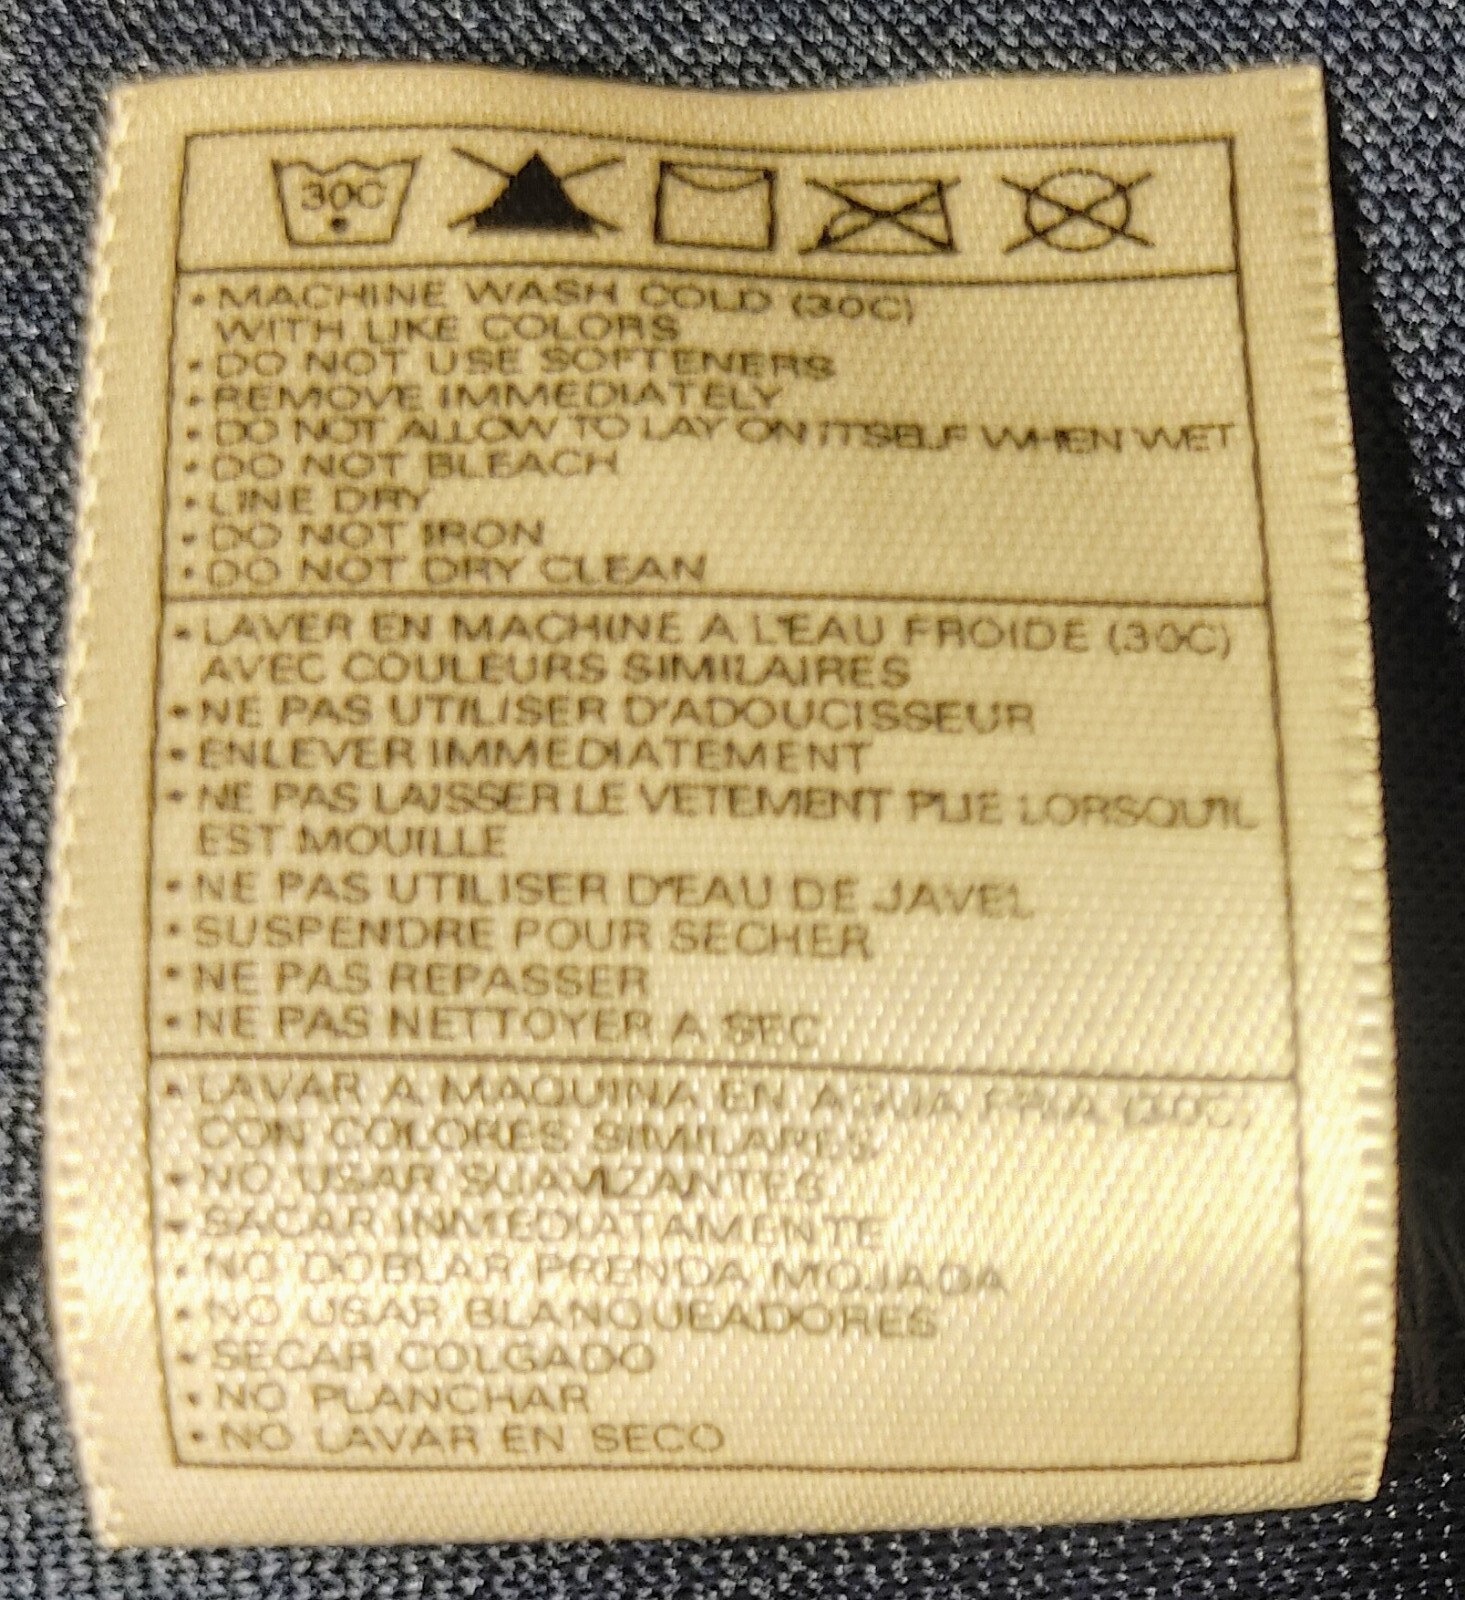 30C
• MACHINE WASH COLD (30C)
WITH LIKE COLORS
• DO NOT USE SOFTENERS
• REMOVE IMMEDIATELY
• DO NOT ALLOW TO LAY ON ITSELF WHEN WET
• DO NOT BLEACH
• LINE DRY
• DO NOT IRON
• DO NOT DRY CLEAN
• LAVER EN MACHINE A L'EAU FROIDE (30C)
AVEC COULEURS SIMILAIRES
• NE PAS UTILISER D'ADOUCISSEUR
• ENLEVER IMMEDIATEMENT
• NE PAS LAISSER LE VETEMENT PLIE LORSQU'IL
EST MOUILLE
• NE PAS UTILISER D'EAU DE JAVEL
• SUSPENDRE POUR SECHER
• NE PAS REPASSER
• NE PAS NETTOYER A SEC
• LAVAR A MAQUINA EN AGUA FRIA (30C)
CON COLORES SIMILARES
• NO USAR SUAVIZANTES
• SACAR INMEDIATAMENTE
• NO DOBLAR PRENDA MOJADA
• NO USAR BLANQUEADORES
• SECAR COLGADO
• NO PLANCHAR
• NO LAVAR EN SECO